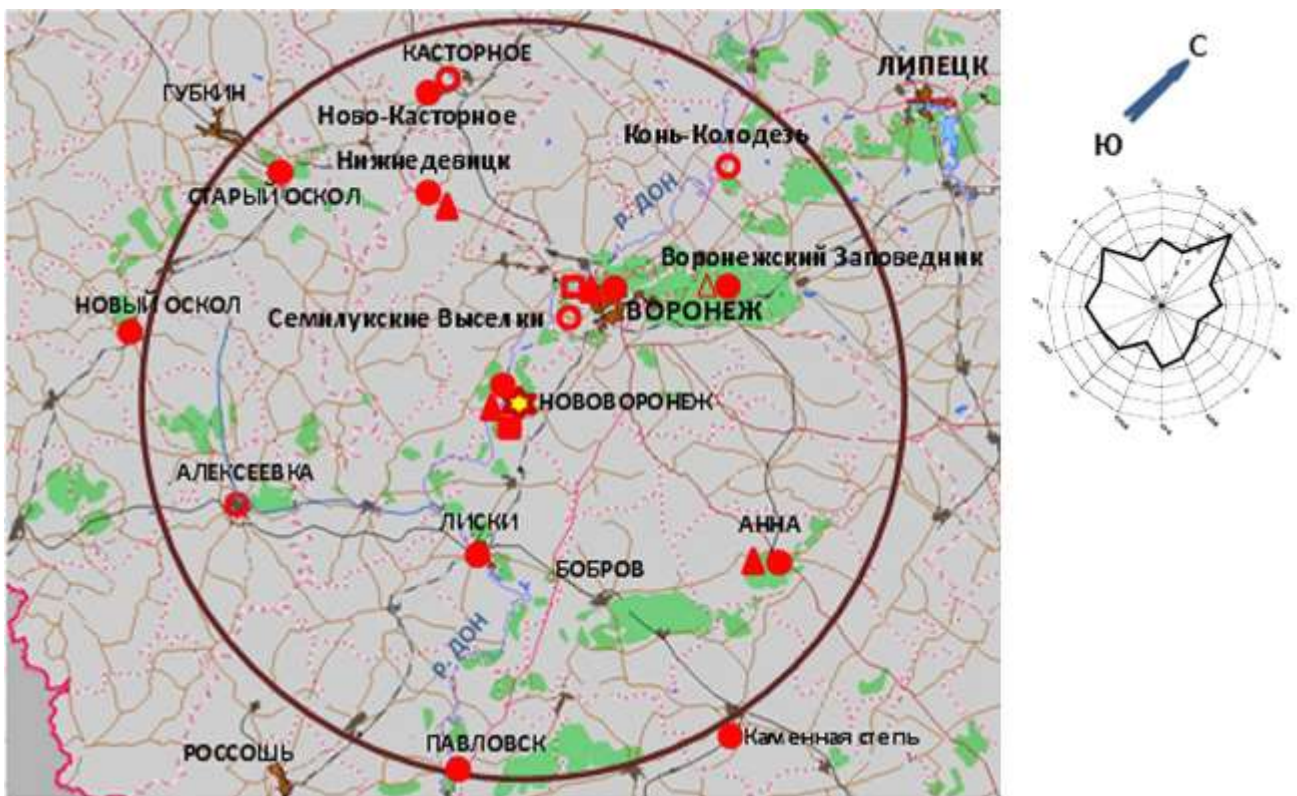 КАСТОРНОЕ
С
ЛИПЕЦК
ГУБКИН
Ново-Касторное
Конь-Колодезь
Ю
Нижнедевицк
СТАРЫЙ ОСКОЛ
Р. ДОН
Воронежский Заповедник
НОВЫЙ ОСКОЛ
Семилукские Выселки
ВОРОНЕЖ
НОВОВОРОНЕЖ
АЛЕКСЕЕВКА
ЛИСКИ
АННА
БОБРОВ
Р. ДОН
РОССОШЬ
ПАВЛОВСК
Каменная степь